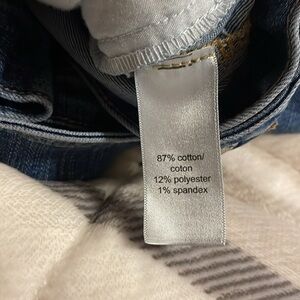 87% cotton/
coton
12% polyester
1% spandex